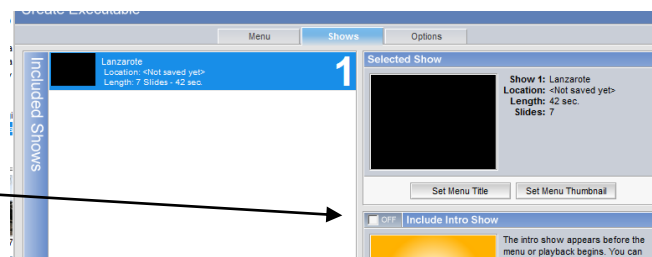 Create Executable
Menu
Shows
Options
Included Shows
Lanzarote
Location: <Not saved yet>
Length: 7 Slides - 42 sec.
1
Selected Show
Show 1: Lanzarote
Location: <Not saved yet>
Length: 42 sec.
Slides: 7
Set Menu Title
Set Menu Thumbnail
OFF
Include Intro Show
The intro show appears before the
menu or playback begins. You can